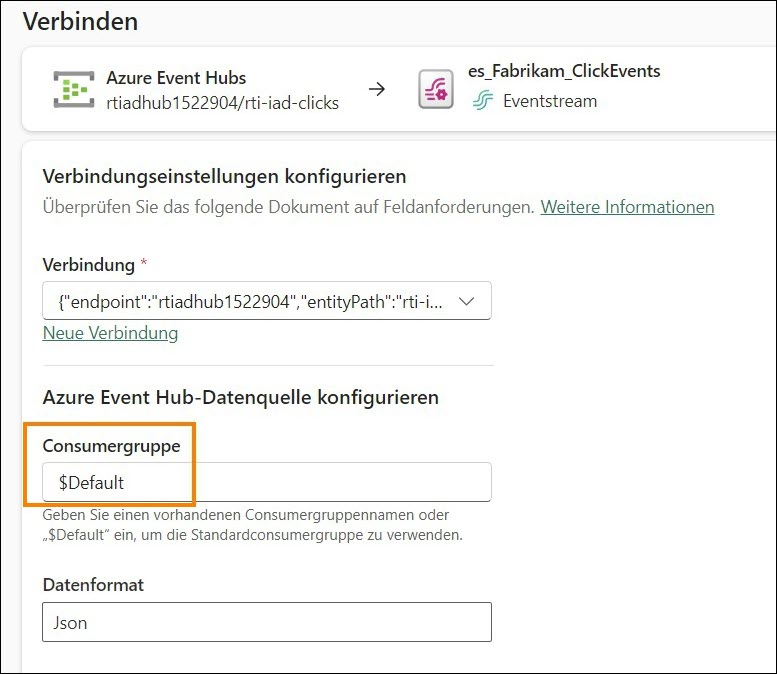 Verbinden
Azure Event Hubs
rtiadhub1522904/rti-iad-clicks
es_Fabrikam_ClickEvents
Eventstream
Verbindungseinstellungen konfigurieren
Überprüfen Sie das folgende Dokument auf Feldanforderungen. Weitere Informationen
Verbindung *
{"endpoint":"rtiadhub1522904","entityPath":"rti-i...
Neue Verbindung
Azure Event Hub-Datenquelle konfigurieren
Consumergruppe
$Default
Geben Sie einen vorhandenen Consumergruppennamen oder
„$Default“ ein, um die Standardconsumergruppe zu verwenden.
Datenformat
Json